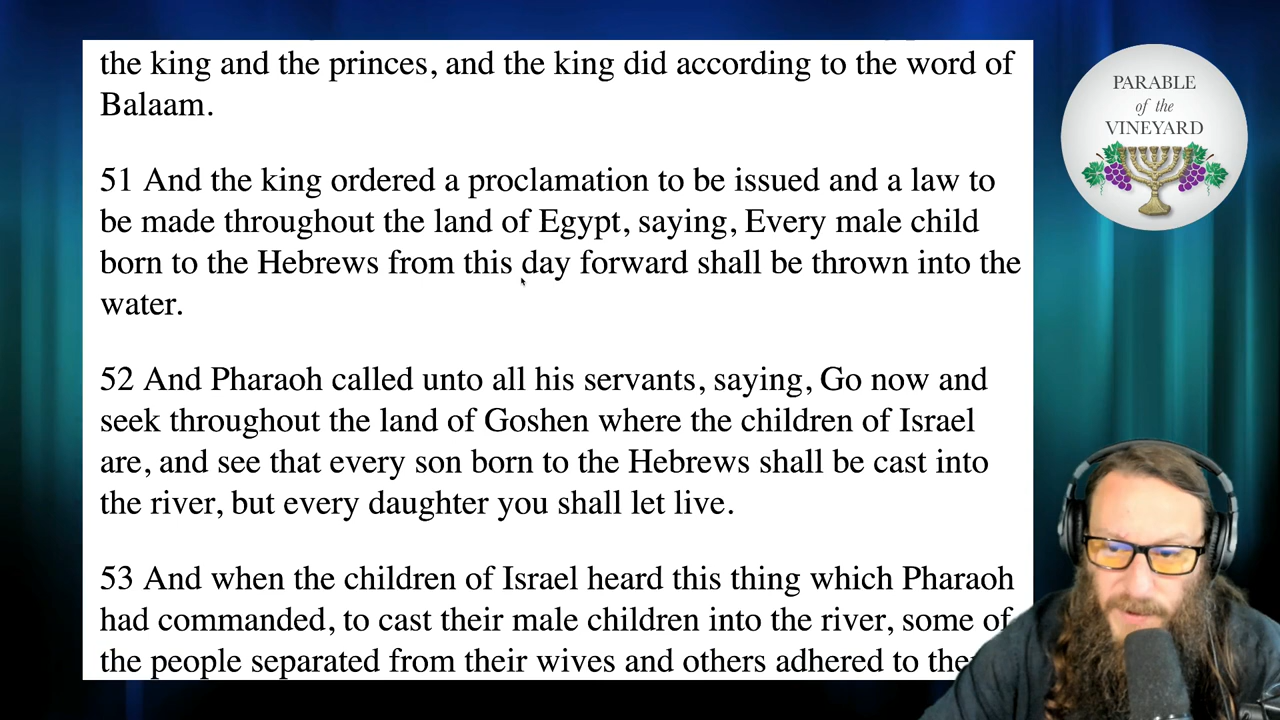 the king and the princes, and the king did according to the word of
Balaam.
51 And the king ordered a proclamation to be issued and a law to
be made throughout the land of Egypt, saying, Every male child
born to the Hebrews from this day forward shall be thrown into the
water.
52 And Pharaoh called unto all his servants, saying, Go now and
seek throughout the land of Goshen where the children of Israel
are, and see that every son born to the Hebrews shall be cast into
the river, but every daughter you shall let live.
53 And when the children of Israel heard this thing which Pharaoh
had commanded, to cast their male children into the river, some of
the people separated from their wives and others adhered to
PARABLE
of the
VINEYARD